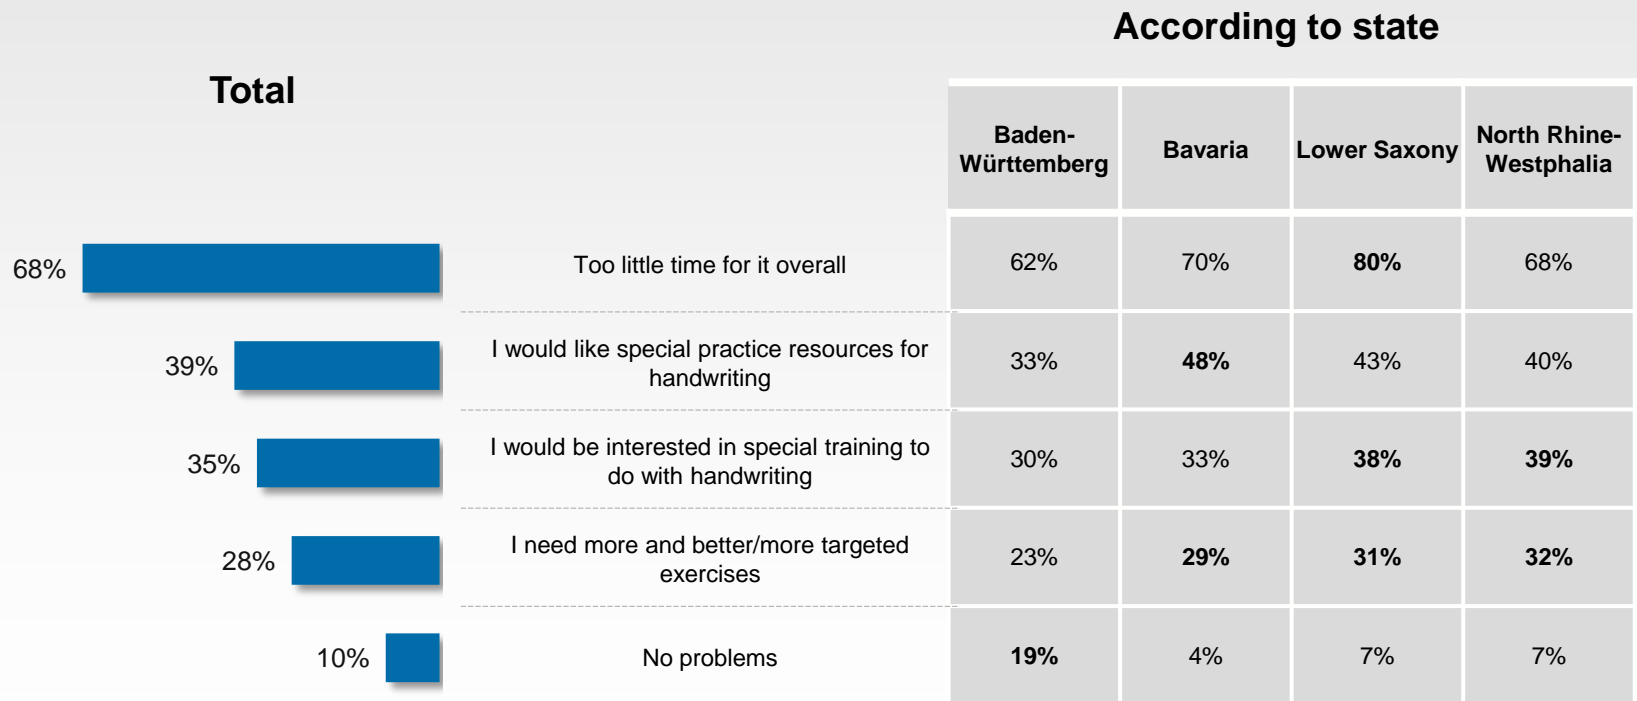 According to state
Total
Baden-
Württemberg
Bavaria
Lower Saxony
North Rhine-
Westphalia
68%
Too little time for it overall
62%
70%
80%
68%
39%
I would like special practice resources for
handwriting
33%
48%
43%
40%
35%
I would be interested in special training to
do with handwriting
30%
33%
38%
39%
28%
I need more and better/more targeted
exercises
23%
29%
31%
32%
10%
No problems
19%
4%
7%
7%